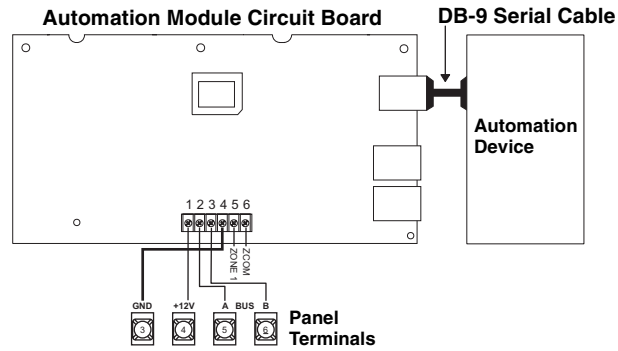 Automation Module Circuit Board
DB-9 Serial Cable
Automation
Device
1 2 3 4 5 6
ZONE 1
ZCOM
GND +12V A BUS B
3 4 5 6
Panel
Terminals